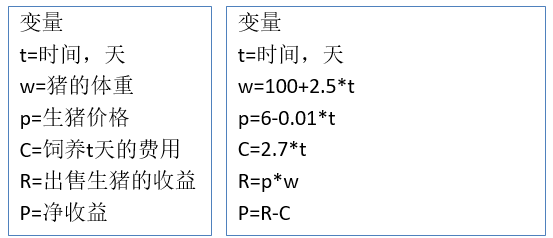 变量
t=时间，天
w=猪的体重
p=生猪价格
C=饲养t天的费用
R=出售生猪的收益
P=净收益
变量
t=时间，天
w=100+2.5*t
p=6-0.01*t
C=2.7*t
R=p*w
P=R-C